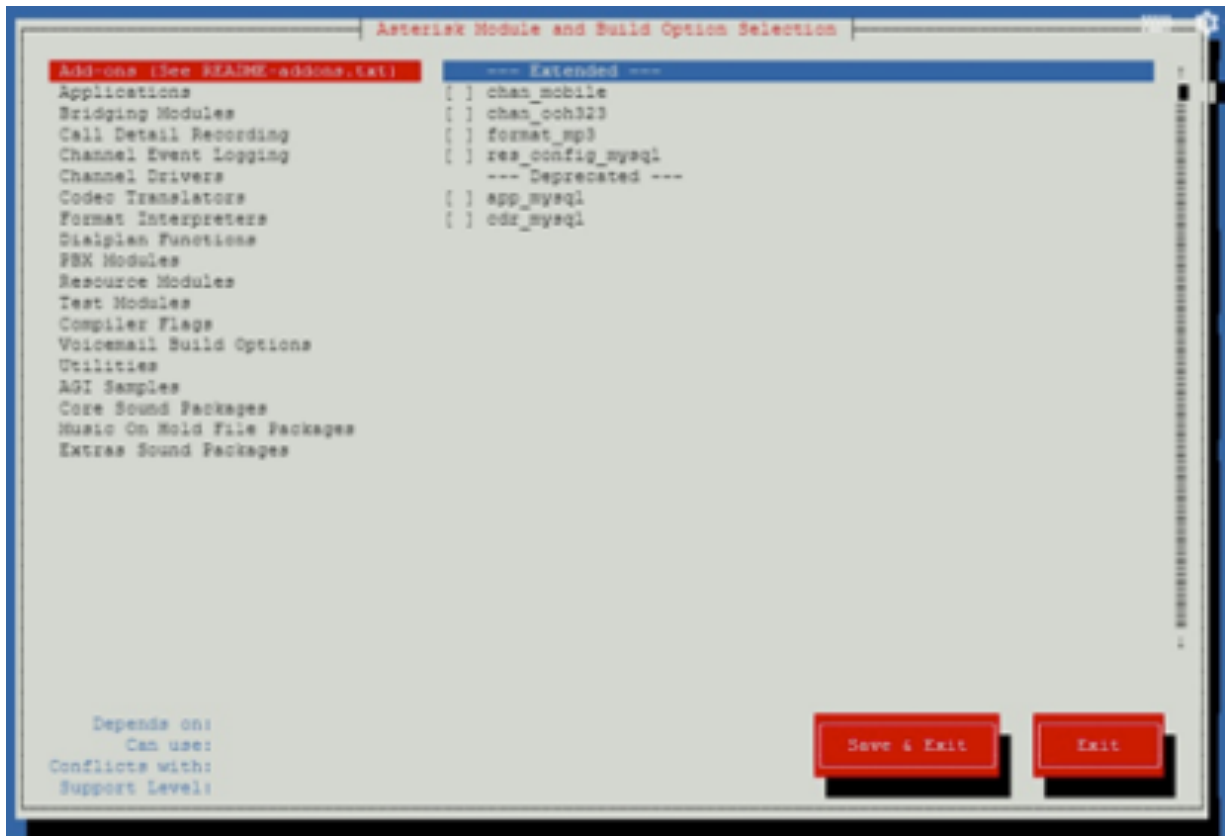 Asterisk Module and Build Option Selection
Add-ons (See README-addons.txt)
Applications
Bridging Modules
Call Detail Recording
Channel Event Logging
Channel Drivers
Codec Translators
Format Interpreters
Dialplan Functions
PBX Modules
Resource Modules
Test Modules
Compiler Flags
Voicemail Build Options
Utilities
AGI Samples
Core Sound Packages
Music On Hold File Packages
Extras Sound Packages
--- Extended ---
[ ] chan_mobile
[ ] chan_ooh323
[ ] format_mp3
[ ] res_config_mysql
--- Deprecated ---
[ ] app_mysql
[ ] cdr_mysql
Depends on:
Can use:
Conflicts with:
Support Level:
Save & Exit
Exit